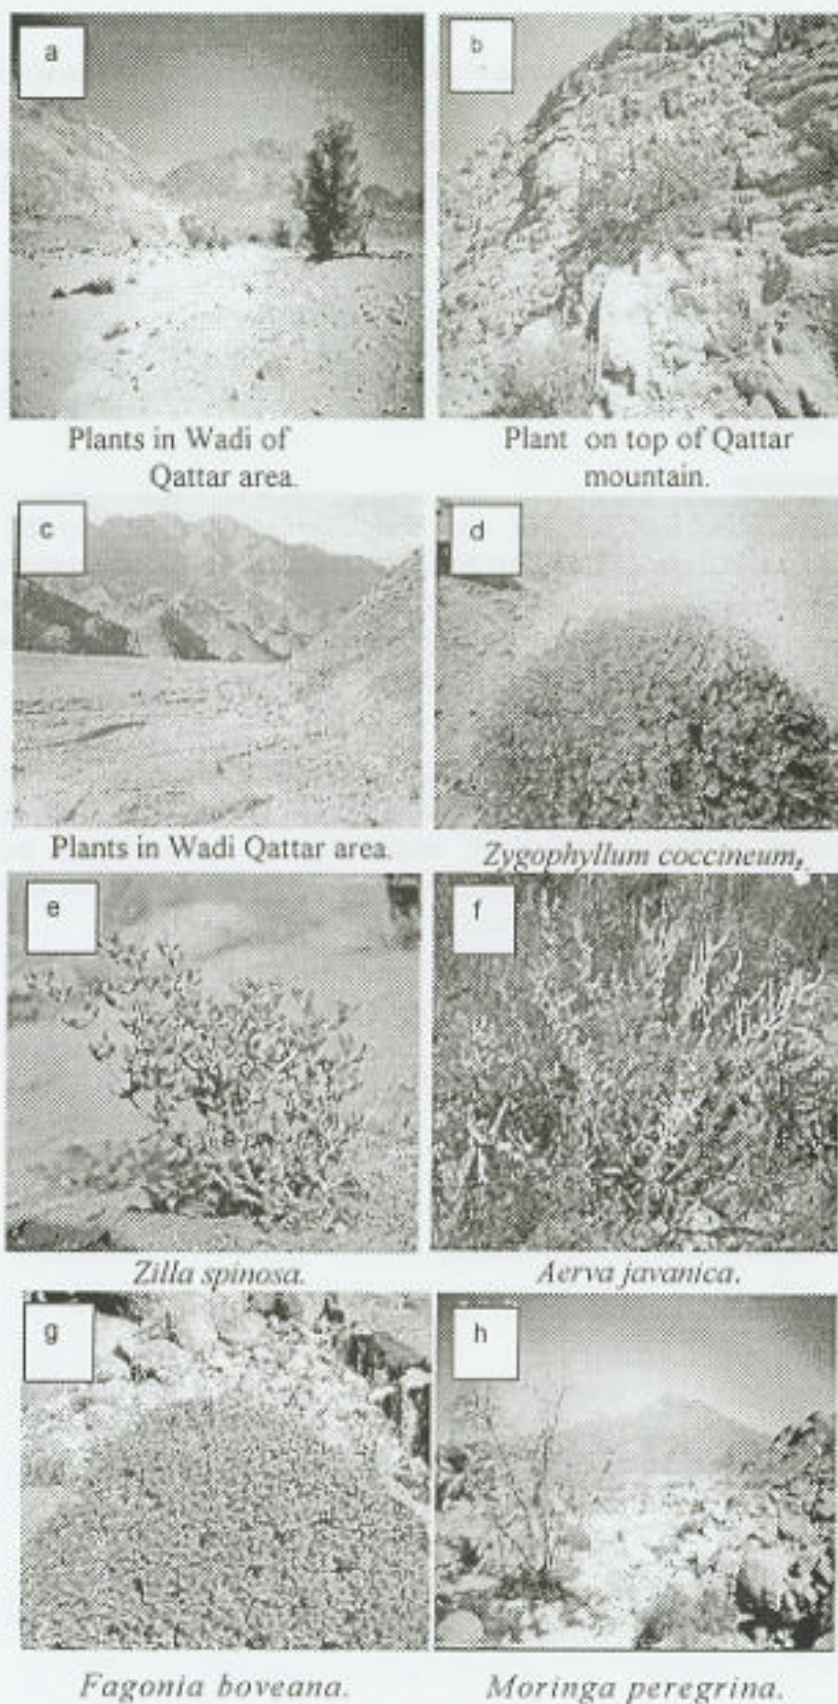 a
b
Plants in Wadi of
Qattar area.
Plant on top of Qattar
mountain.
c
d
Plants in Wadi Qattar area.
Zygophyllum coccineum,
e
f
Zilla spinosa.
Aerva javanica.
g
h
Fagonia boveana.
Moringa peregrina.